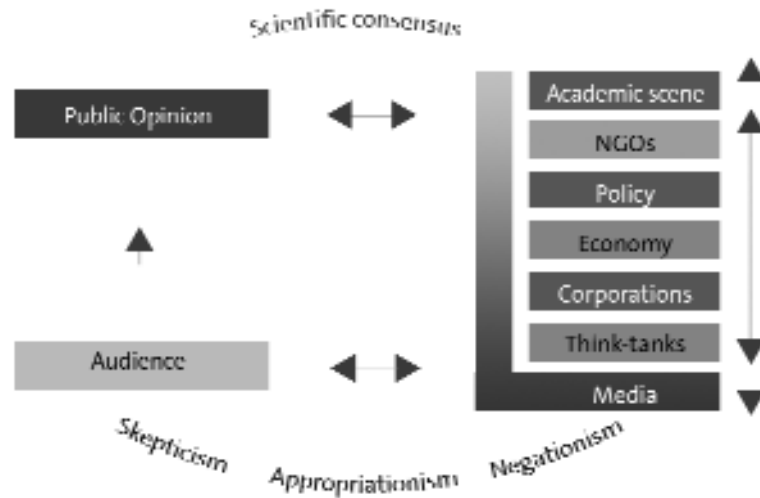 Scientific consensus
Public Opinion
Academic scene
NGOs
Policy
Economy
Corporations
Think-tanks
Audience
Media
Skepticism
Appropriationism
Negationism